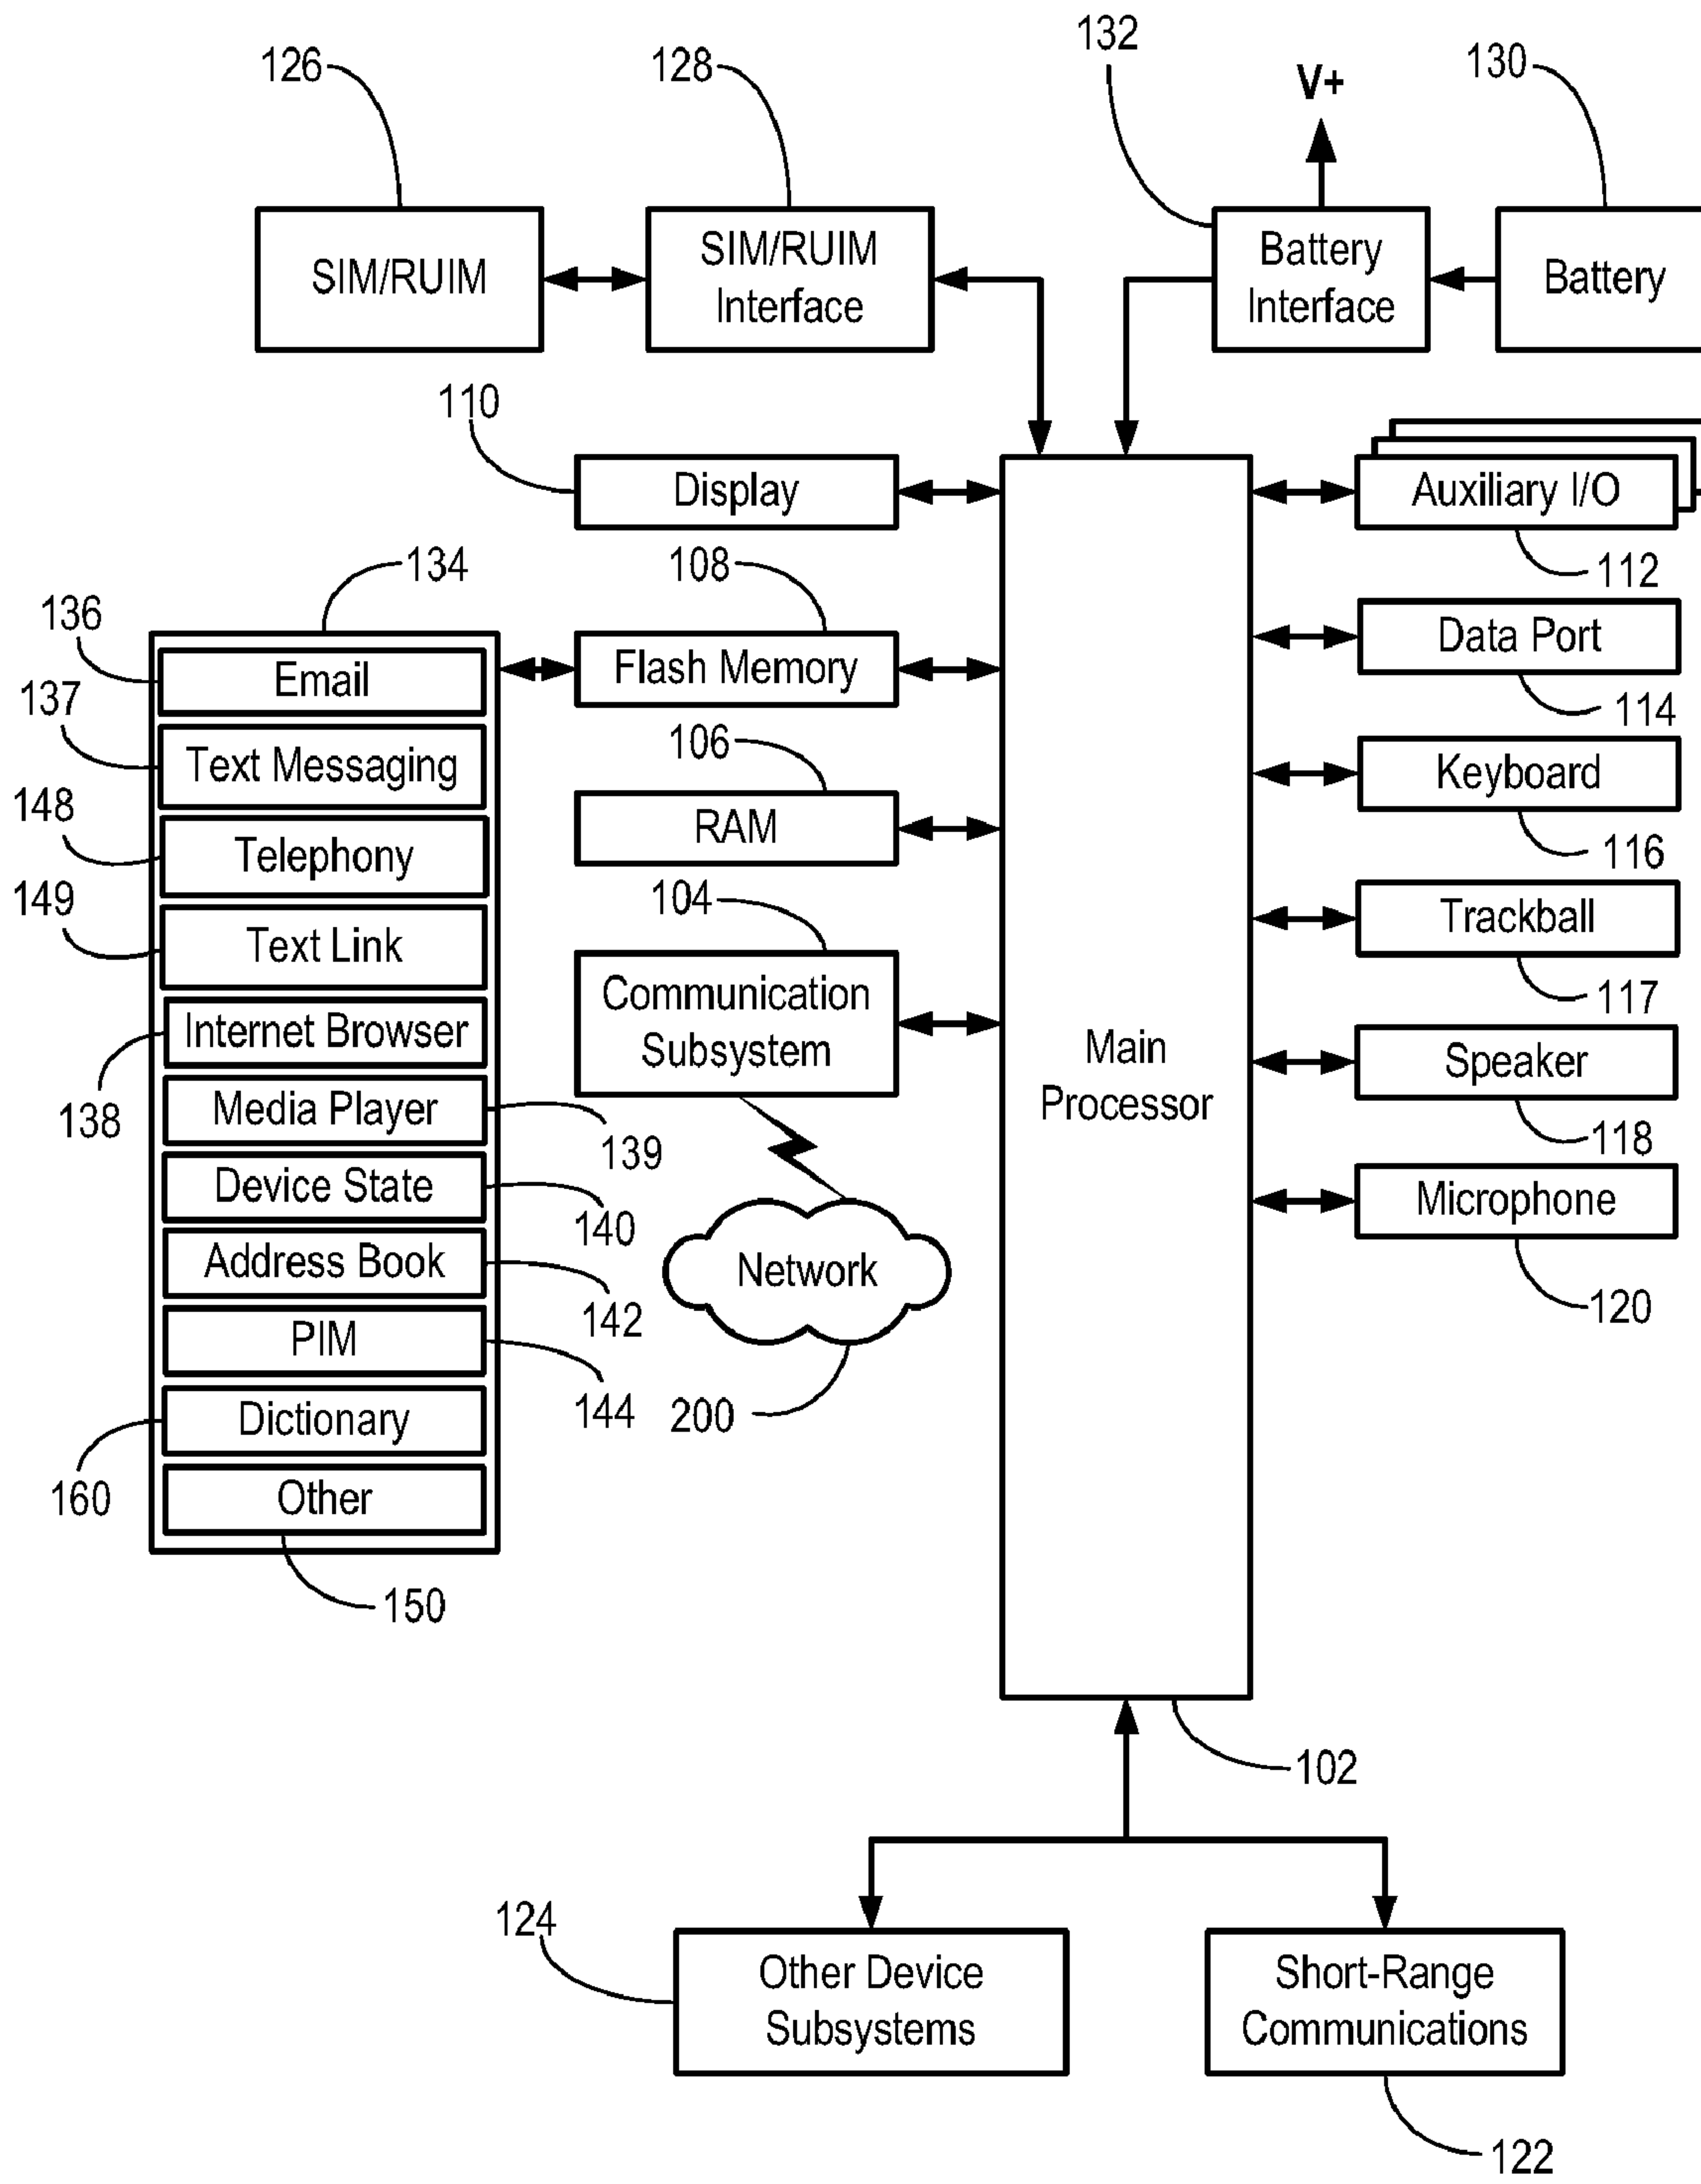 126
128
132
V+
130
SIM/RUIM
SIM/RUIM
Interface
Battery
Interface
Battery
110
Display
Auxiliary I/O
112
134
108
136
Email
Flash Memory
Data Port
114
137
Text Messaging
106
Keyboard
116
148
Telephony
RAM
149
Text Link
104
Trackball
117
Communication
Subsystem
Internet Browser
138
Main
Processor
Speaker
118
Media Player
139
Device State
140
Microphone
120
Address Book
142
Network
200
PIM
144
Dictionary
160
Other
150
102
124
Other Device
Subsystems
Short-Range
Communications
122